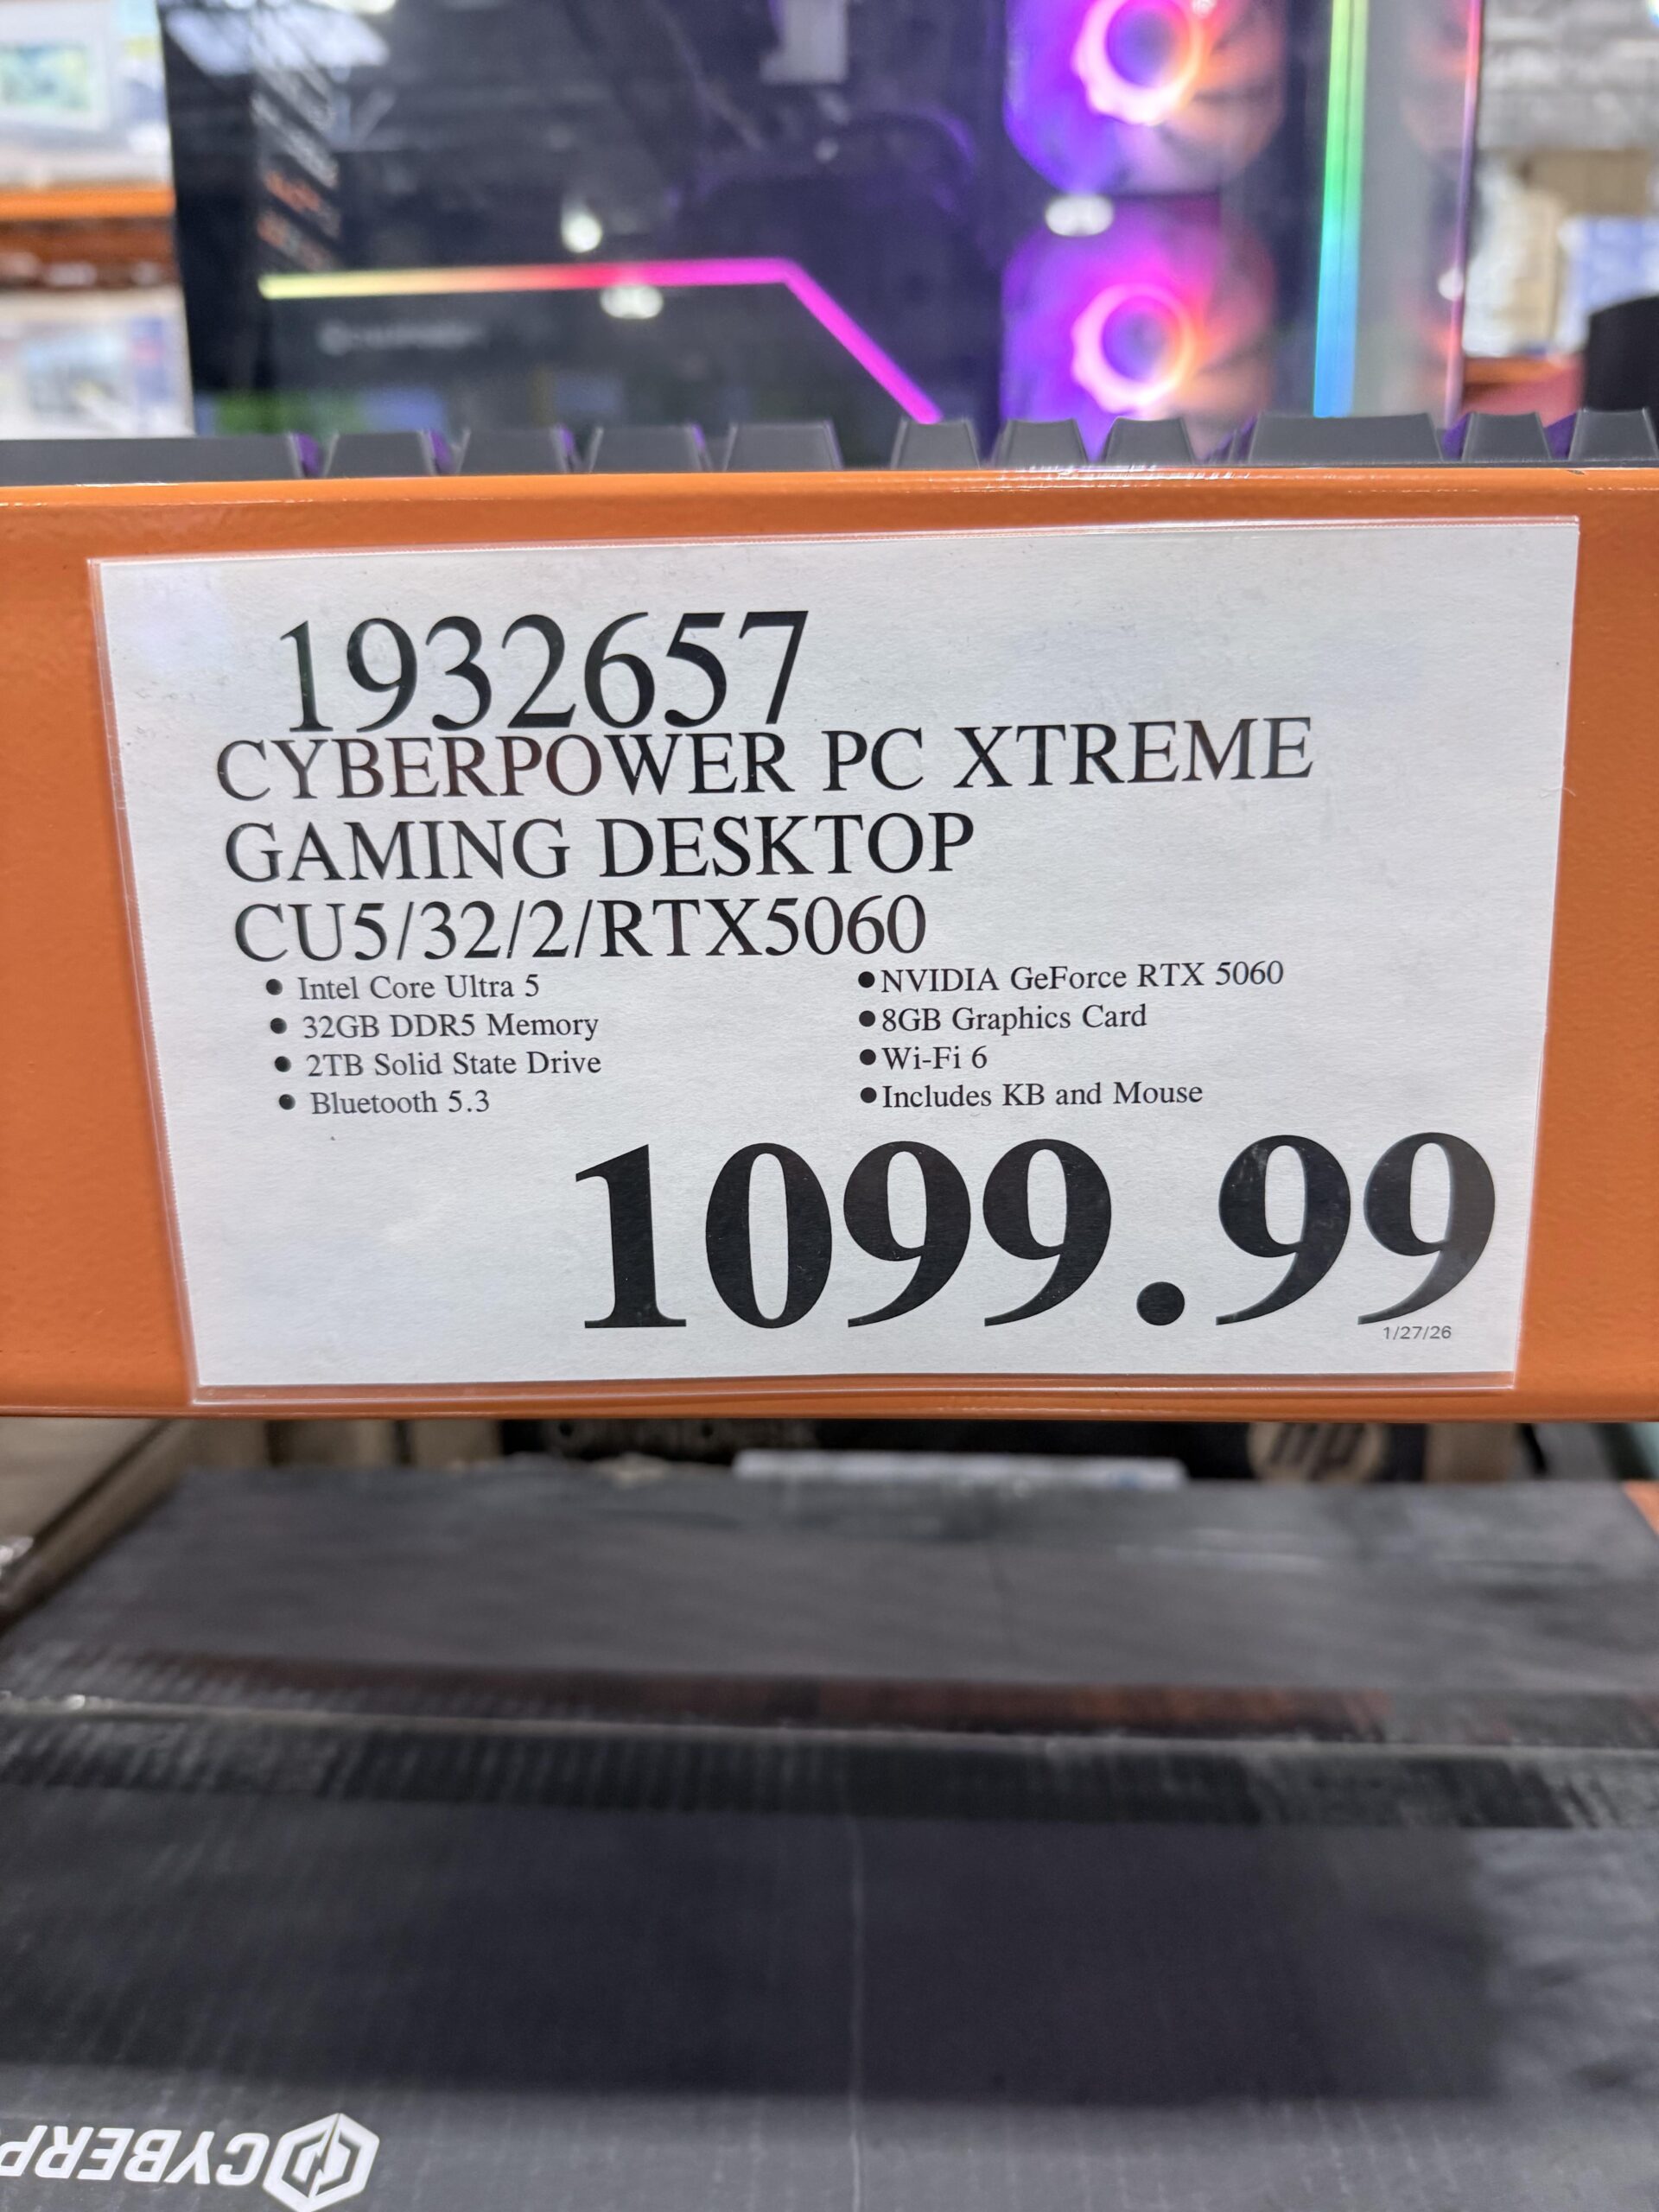 1932657
CYBERPOWER PC XTREME
GAMING DESKTOP
CU5/32/2/RTX5060
• Intel Core Ultra 5
• 32GB DDR5 Memory
• 2TB Solid State Drive
• Bluetooth 5.3
•NVIDIA GeForce RTX 5060
•8GB Graphics Card
•Wi-Fi 6
•Includes KB and Mouse
1099.99
1/27/26
hp
CYBERP